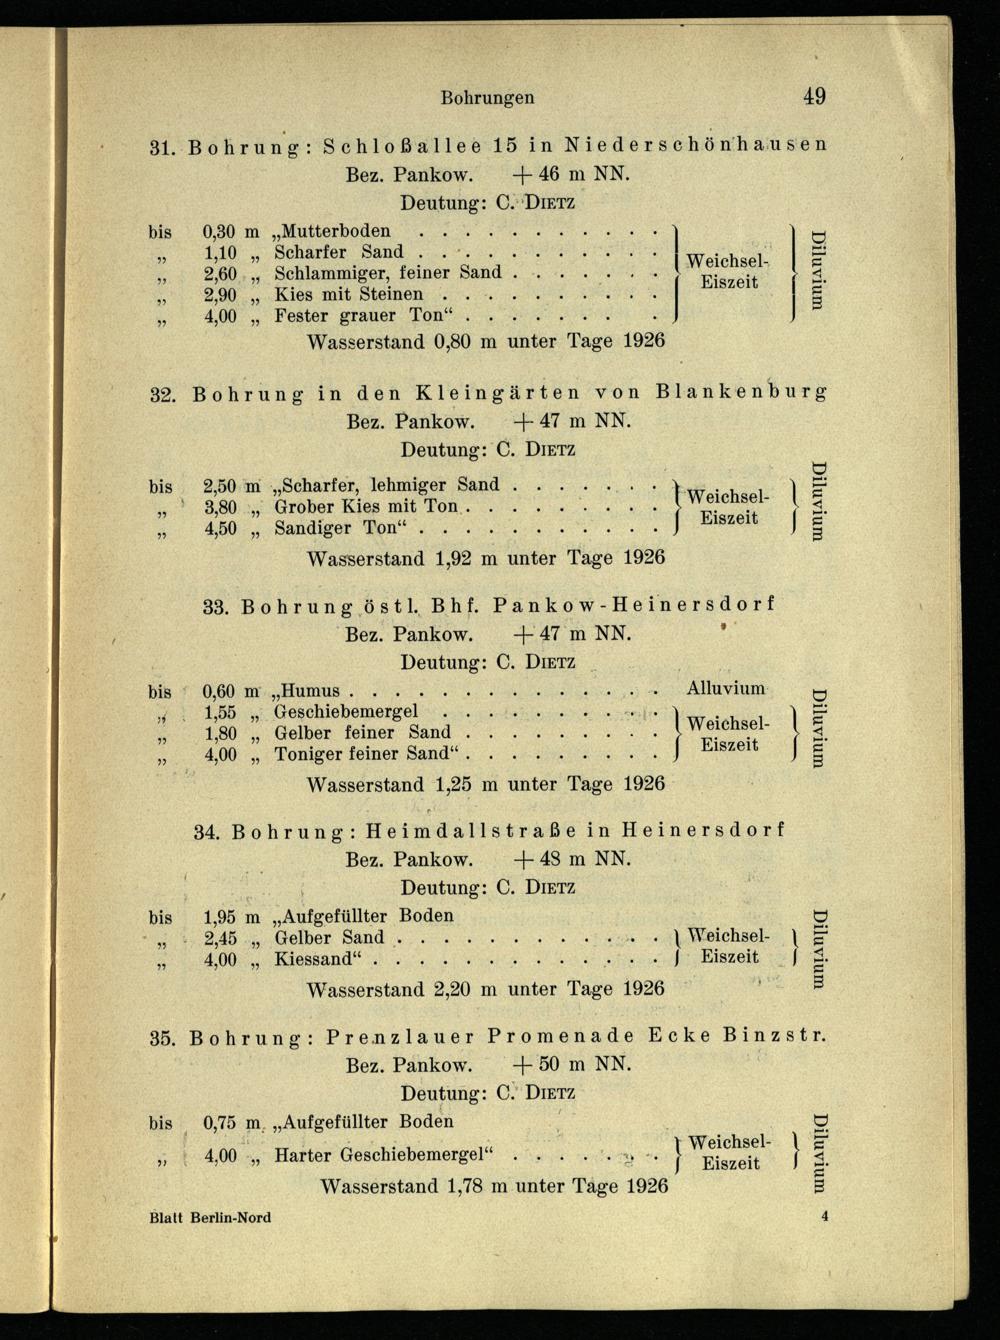 Bohrungen 49
31. Bohrung: Schloßallee 15 in Niederschönhausen
Bez. Pankow. + 46 m NN.
Deutung: C. DIETZ
bis 0,30 m „Mutterboden . . . . . . . . . . .
„ 1,10 „ Scharfer Sand . . . . . . . . . . .
„ 2,60 „ Schlammiger, feiner Sand . . . . . . .
„ 2,90 „ Kies mit Steinen . . . . . . . . . .
„ 4,00 „ Fester grauer Ton“ . . . . . . . .
Weichsel-
Eiszeit
Diluvium
Wasserstand 0,80 m unter Tage 1926
32. Bohrung in den Kleingärten von Blankenburg
Bez. Pankow. + 47 m NN.
Deutung: C. DIETZ
bis 2,50 m „Scharfer, lehmiger Sand . . . . . . .
„ 3,80 „ Grober Kies mit Ton . . . . . . . . .
„ 4,50 „ Sandiger Ton“ . . . . . . . . . . .
Weichsel-
Eiszeit
Diluvium
Wasserstand 1,92 m unter Tage 1926
33. Bohrung östl. Bhf. Pankow-Heinersdorf
Bez. Pankow. + 47 m NN.
Deutung: C. DIETZ
bis 0,60 m „Humus . . . . . . . . . . . . . . Alluvium
„ 1,55 „ Geschiebemergel . . . . . . . . . .
„ 1,80 „ Gelber feiner Sand . . . . . . . . .
„ 4,00 „ Toniger feiner Sand“ . . . . . . . . .
Weichsel-
Eiszeit
Diluvium
Wasserstand 1,25 m unter Tage 1926
34. Bohrung: Heimdallstraße in Heinersdorf
Bez. Pankow. + 48 m NN.
Deutung: C. DIETZ
bis 1,95 m „Aufgefüllter Boden
„ 2,45 „ Gelber Sand . . . . . . . . . . . .
„ 4,00 „ Kiessand“ . . . . . . . . . . . . .
Weichsel-
Eiszeit
Diluvium
Wasserstand 2,20 m unter Tage 1926
35. Bohrung: Prenzlauer Promenade Ecke Binzstr.
Bez. Pankow. + 50 m NN.
Deutung: C. DIETZ
bis 0,75 m „Aufgefüllter Boden
„ 4,00 „ Harter Geschiebemergel“ . . . . . . .
Weichsel-
Eiszeit
Diluvium
Wasserstand 1,78 m unter Tage 1926
Blatt Berlin-Nord 4